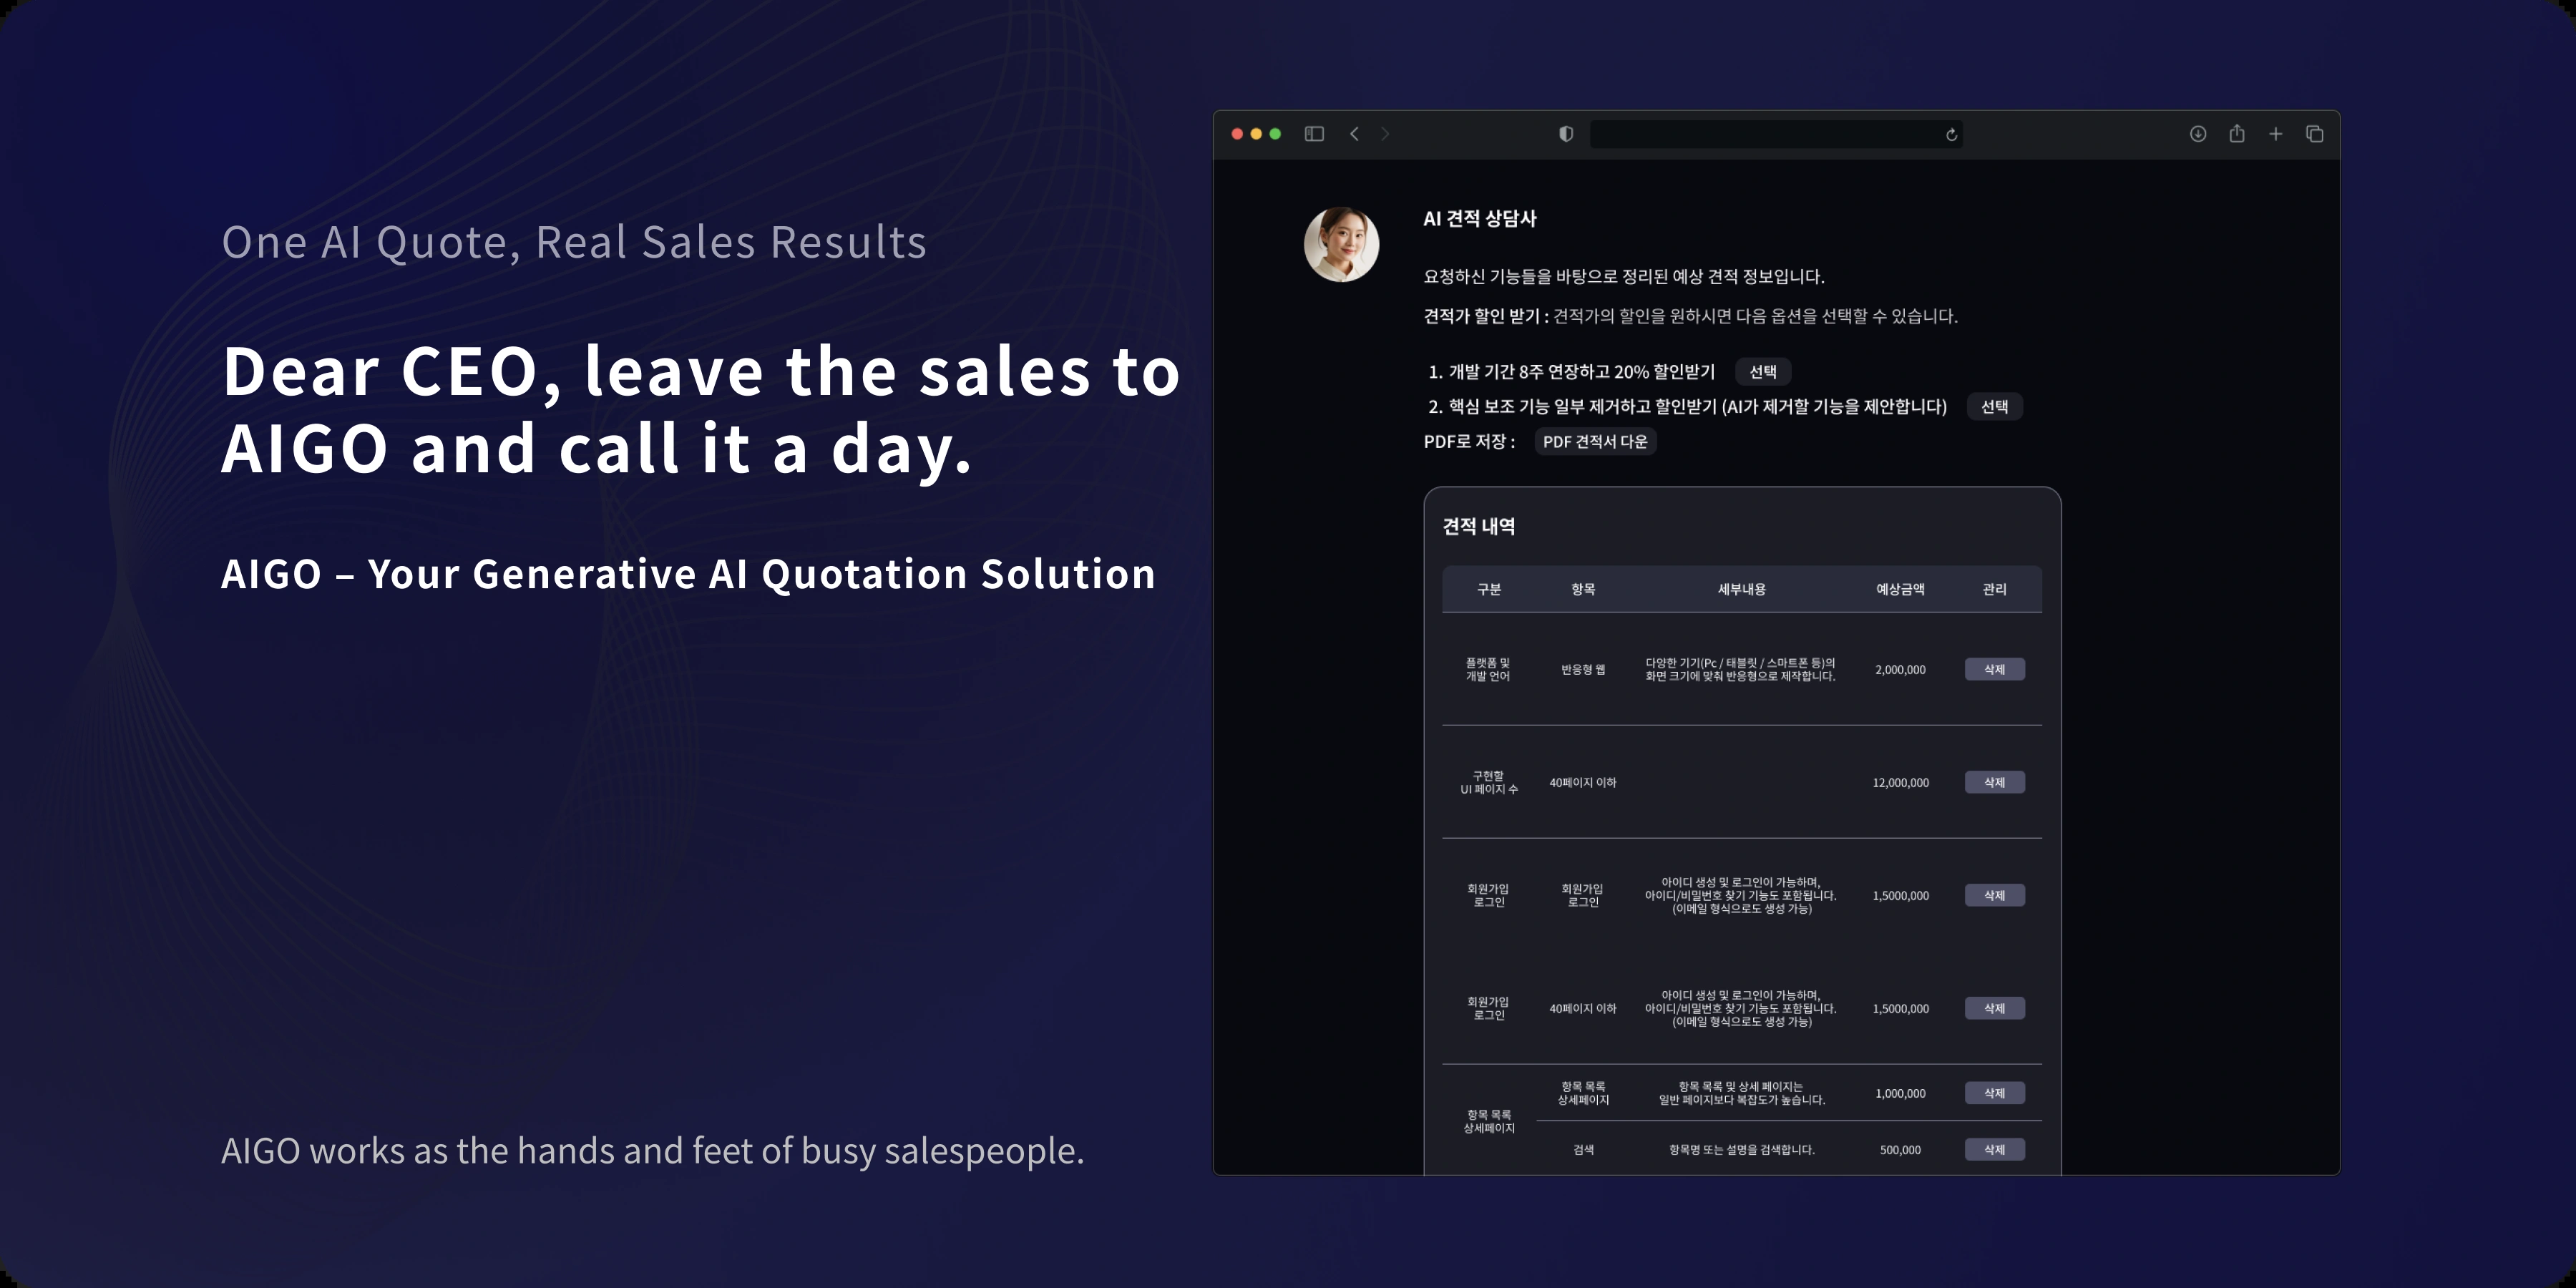 One AI Quote, Real Sales Results
Dear CEO, leave the sales to
AIGO and call it a day.
AIGO – Your Generative AI Quotation Solution
AIGO works as the hands and feet of busy salespeople.
AI 견적 상담사
요청하신 기능들을 바탕으로 정리된 예상 견적 정보입니다.
견적가 할인 받기 : 견적가의 할인을 원하시면 다음 옵션을 선택할 수 있습니다.
1. 개발 기간 8주 연장하고 20% 할인받기 선택
2. 핵심 보조 기능 일부 제거하고 할인받기 (AI가 제거할 기능을 제안합니다) 선택
PDF로 저장 : PDF 견적서 다운
견적 내역
구분 항목 세부내용 예상금액 관리
플랫폼 및
개발 언어
반응형 웹
다양한 기기(Pc / 태블릿 / 스마트폰 등)의
화면 크기에 맞춰 반응형으로 제작합니다.
2,000,000
삭제
구현할
UI 페이지 수
40페이지 이하
12,000,000
삭제
회원가입
로그인
회원가입
로그인
아이디 생성 및 로그인이 가능하며,
아이디/비밀번호 찾기 기능도 포함됩니다.
(이메일 형식으로도 생성 가능)
1,5000,000
삭제
회원가입
로그인
40페이지 이하
아이디 생성 및 로그인이 가능하며,
아이디/비밀번호 찾기 기능도 포함됩니다.
(이메일 형식으로도 생성 가능)
1,5000,000
삭제
항목 목록
상세페이지
항목 목록
상세페이지
항목 목록 및 상세 페이지는
일반 페이지보다 복잡도가 높습니다.
1,000,000
삭제
검색
항목명 또는 설명을 검색합니다.
500,000
삭제